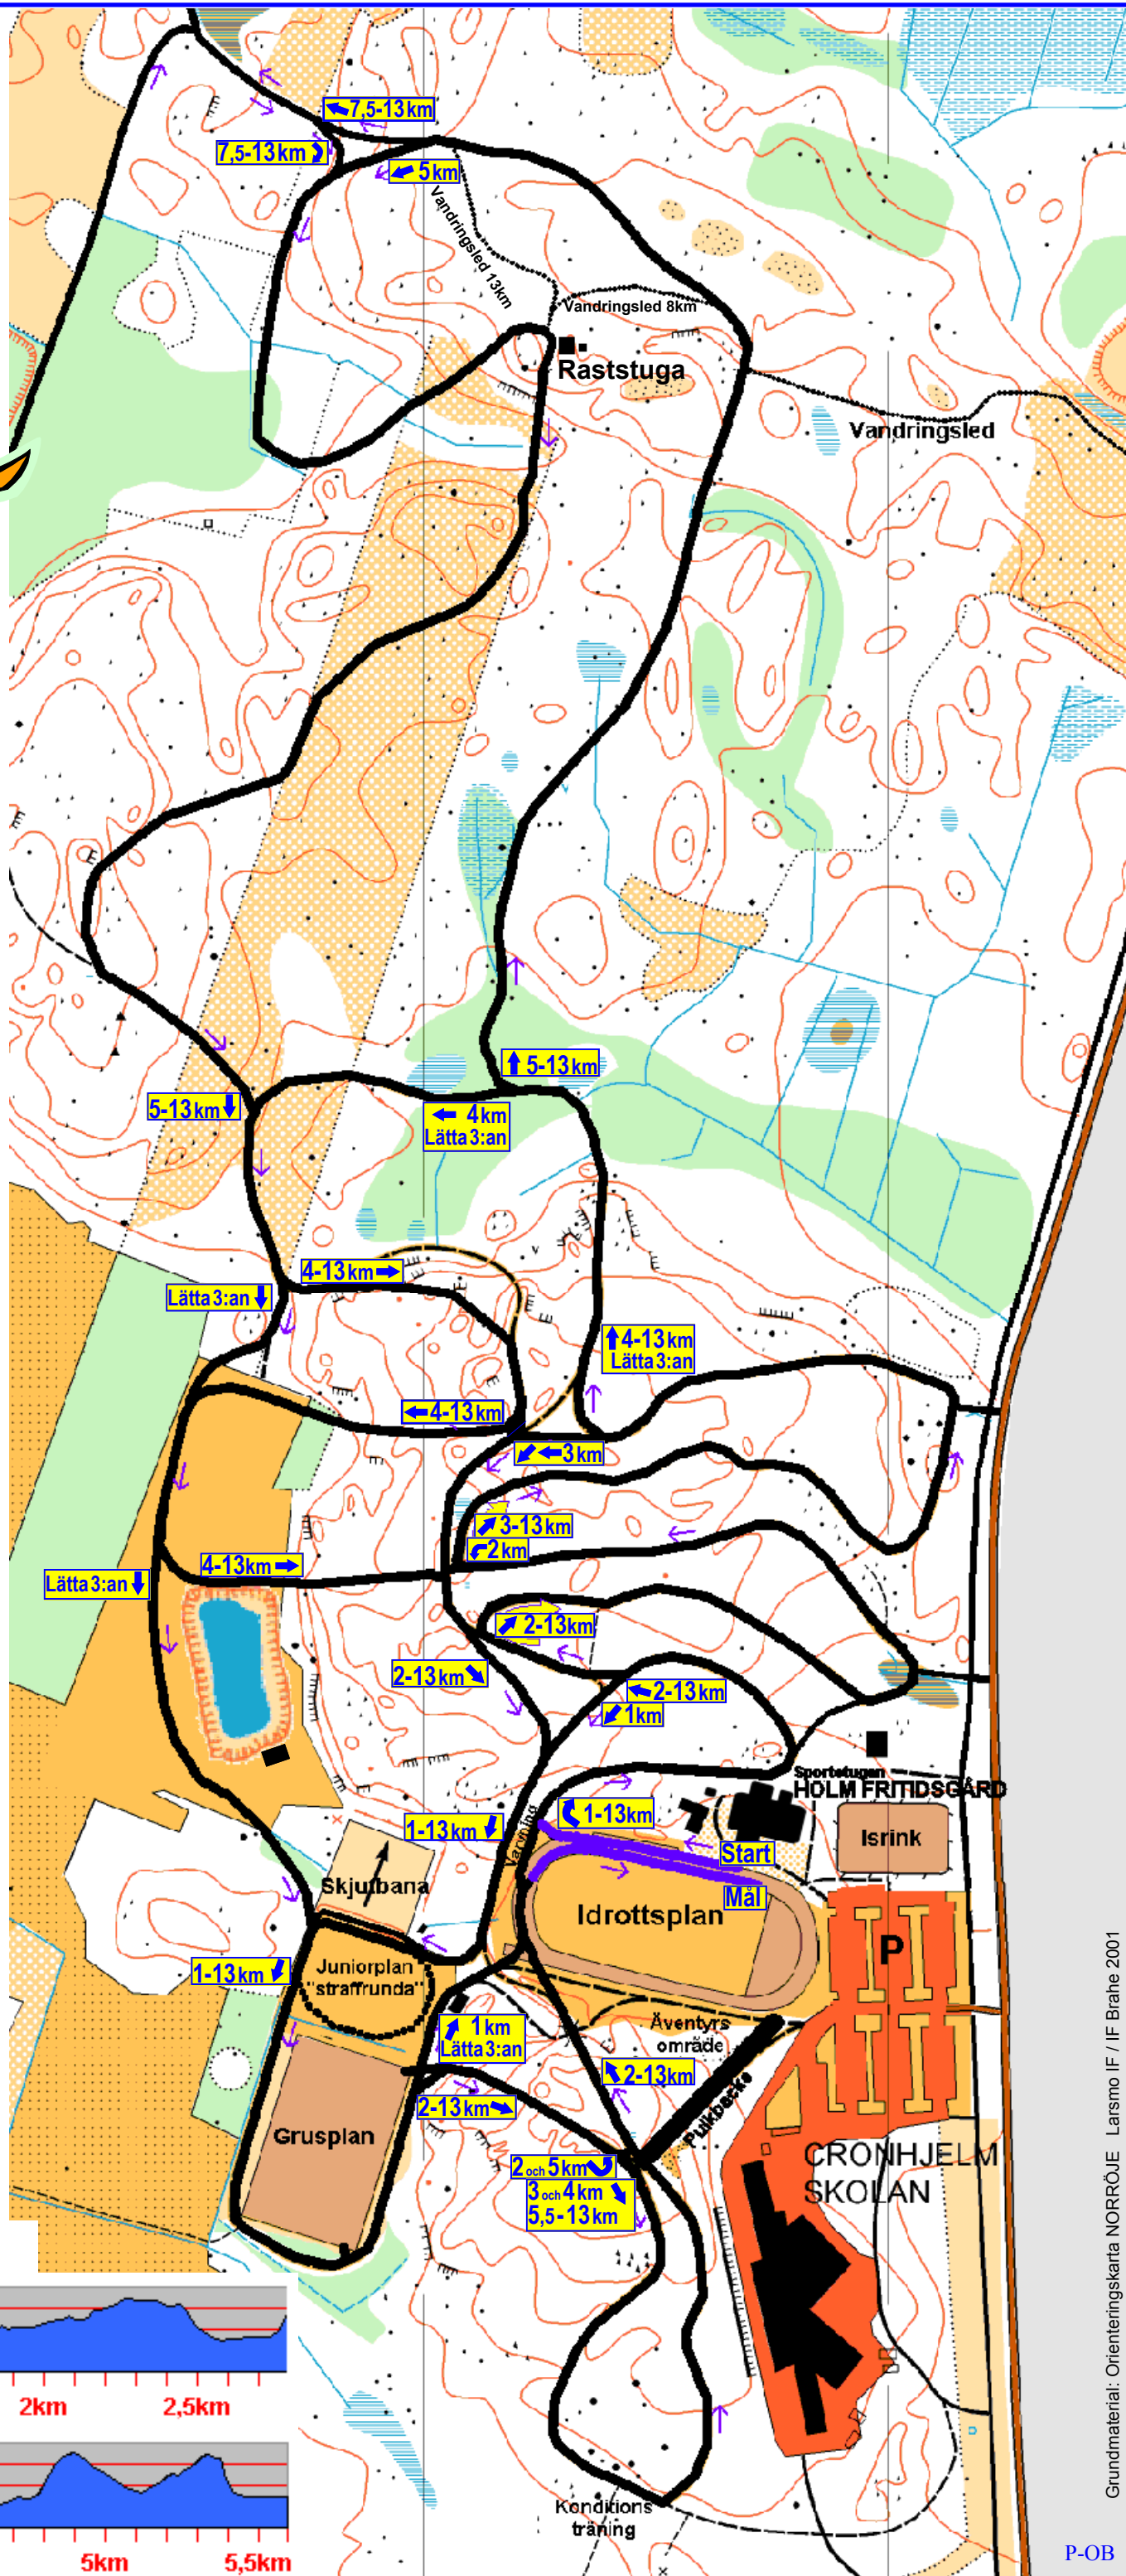 7,5-13km
7,5-13km
5km
Vandringsled 13km
Vandringsled 8km
Raststuga
Vandringsled
5-13km
5-13km
4km
Lätta 3:an
4-13km
Lätta 3:an
4-13km
Lätta 3:an
4-13km
3km
3-13km
2km
4-13km
Lätta 3:an
2-13km
2-13km
2-13km
1km
Sportstugan
HOLM FRITIDSGÅRD
1-13km
1-13km
Varvning
Start
Isrink
Mål
Skjutbana
Idrottsplan
P
1-13km
Juniorplan
"straffrunda"
1km
Lätta 3:an
Äventyrs
område
2-13km
2-13km
Pulkbacke
Grusplan
CRONHJELM
SKOLAN
2 och 5km
3 och 4km
5,5-13km
2km
2,5km
5km
5,5km
Konditions
träning
Grundmaterial: Orienteringskarta NORRÖJE Larsmo IF / IF Brahe 2001
P-OB